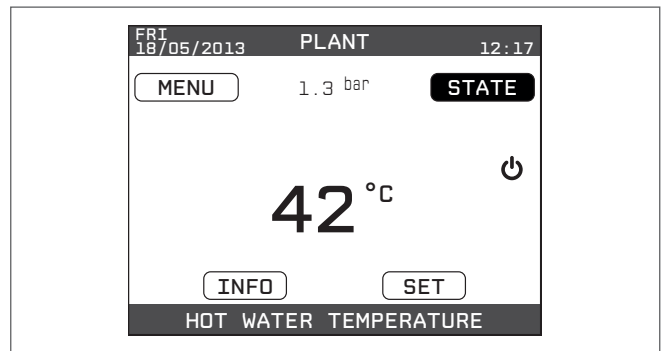 FRI
18/05/2013 PLANT 12:17
MENU 1.3 bar STATE
42 °C
INFO SET
HOT WATER TEMPERATURE